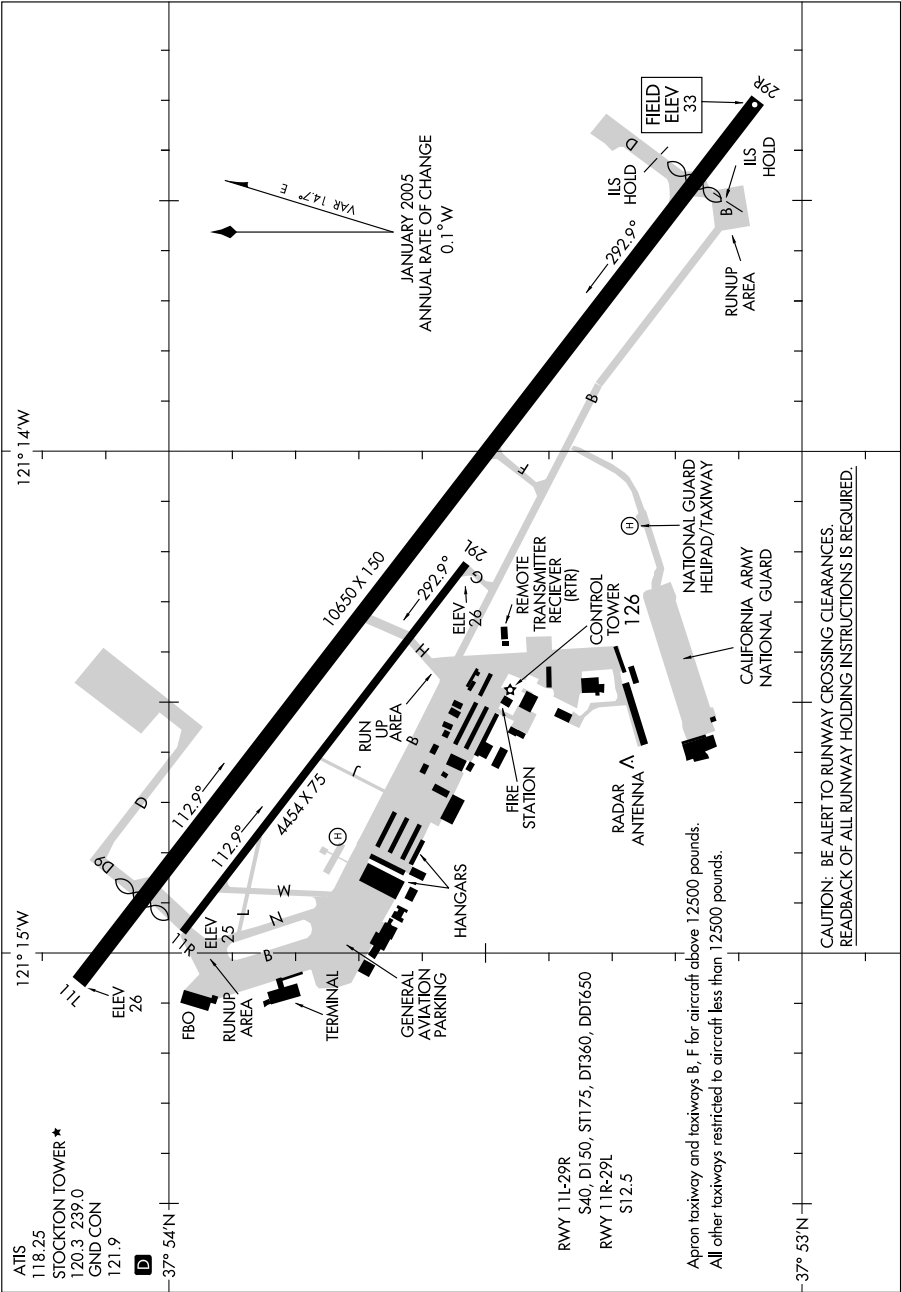 ATIS
118.25
STOCKTON TOWER ★
120.3 239.0
GND CON
121.9
D
37° 54'N
121° 15'W
121° 14'W
37° 53'N
JANUARY 2005
ANNUAL RATE OF CHANGE
0.1°W
VAR 14.7° E
FIELD
ELEV
33
29R
ILS
HOLD
D
ILS
HOLD
B
RUNUP
AREA
292.9°
10650 X 150
112.9°
11L
ELEV
26
D9
D
11R
ELEV
25
112.9°
4454 X 75
292.9°
29L
ELEV
26
G
H
F
B
J
L
W
N
B
H
RUN
UP
AREA
B
FBO
RUNUP
AREA
TERMINAL
GENERAL
AVIATION
PARKING
HANGARS
FIRE
STATION
REMOTE
TRANSMITTER
RECIEVER
(RTR)
CONTROL
TOWER
126
RADAR
ANTENNA
H
NATIONAL GUARD
HELIPAD/TAXIWAY
CALIFORNIA ARMY
NATIONAL GUARD
RWY 11L-29R
S40, D150, ST175, DT360, DDT650
RWY 11R-29L
S12.5
Apron taxiway and taxiways B, F for aircraft above 12500 pounds.
All other taxiways restricted to aircraft less than 12500 pounds.
CAUTION: BE ALERT TO RUNWAY CROSSING CLEARANCES.
READBACK OF ALL RUNWAY HOLDING INSTRUCTIONS IS REQUIRED.